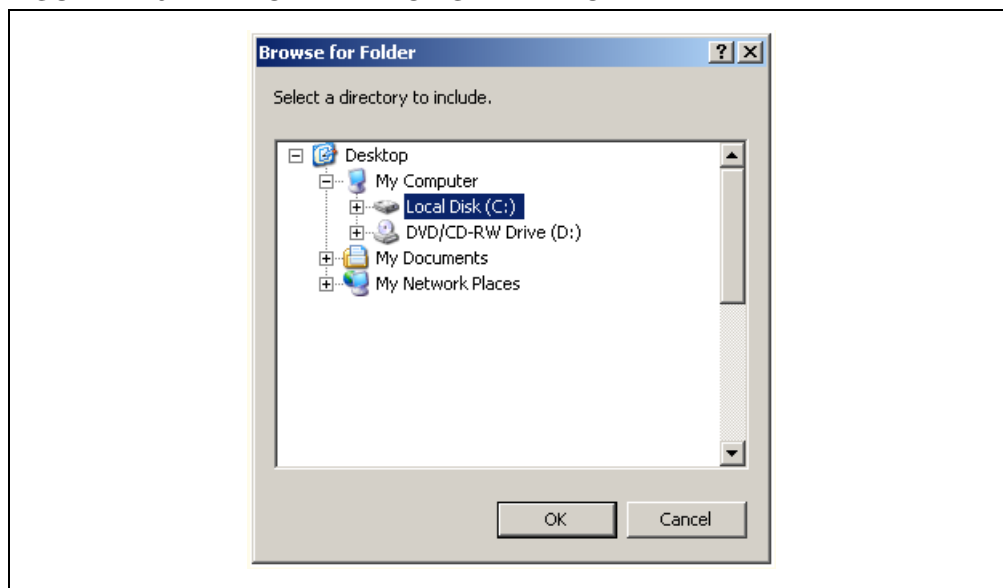 Browse for Folder
Select a directory to include.
Desktop
My Computer
Local Disk (C:)
DVD/CD-RW Drive (D:)
My Documents
My Network Places
OK
Cancel